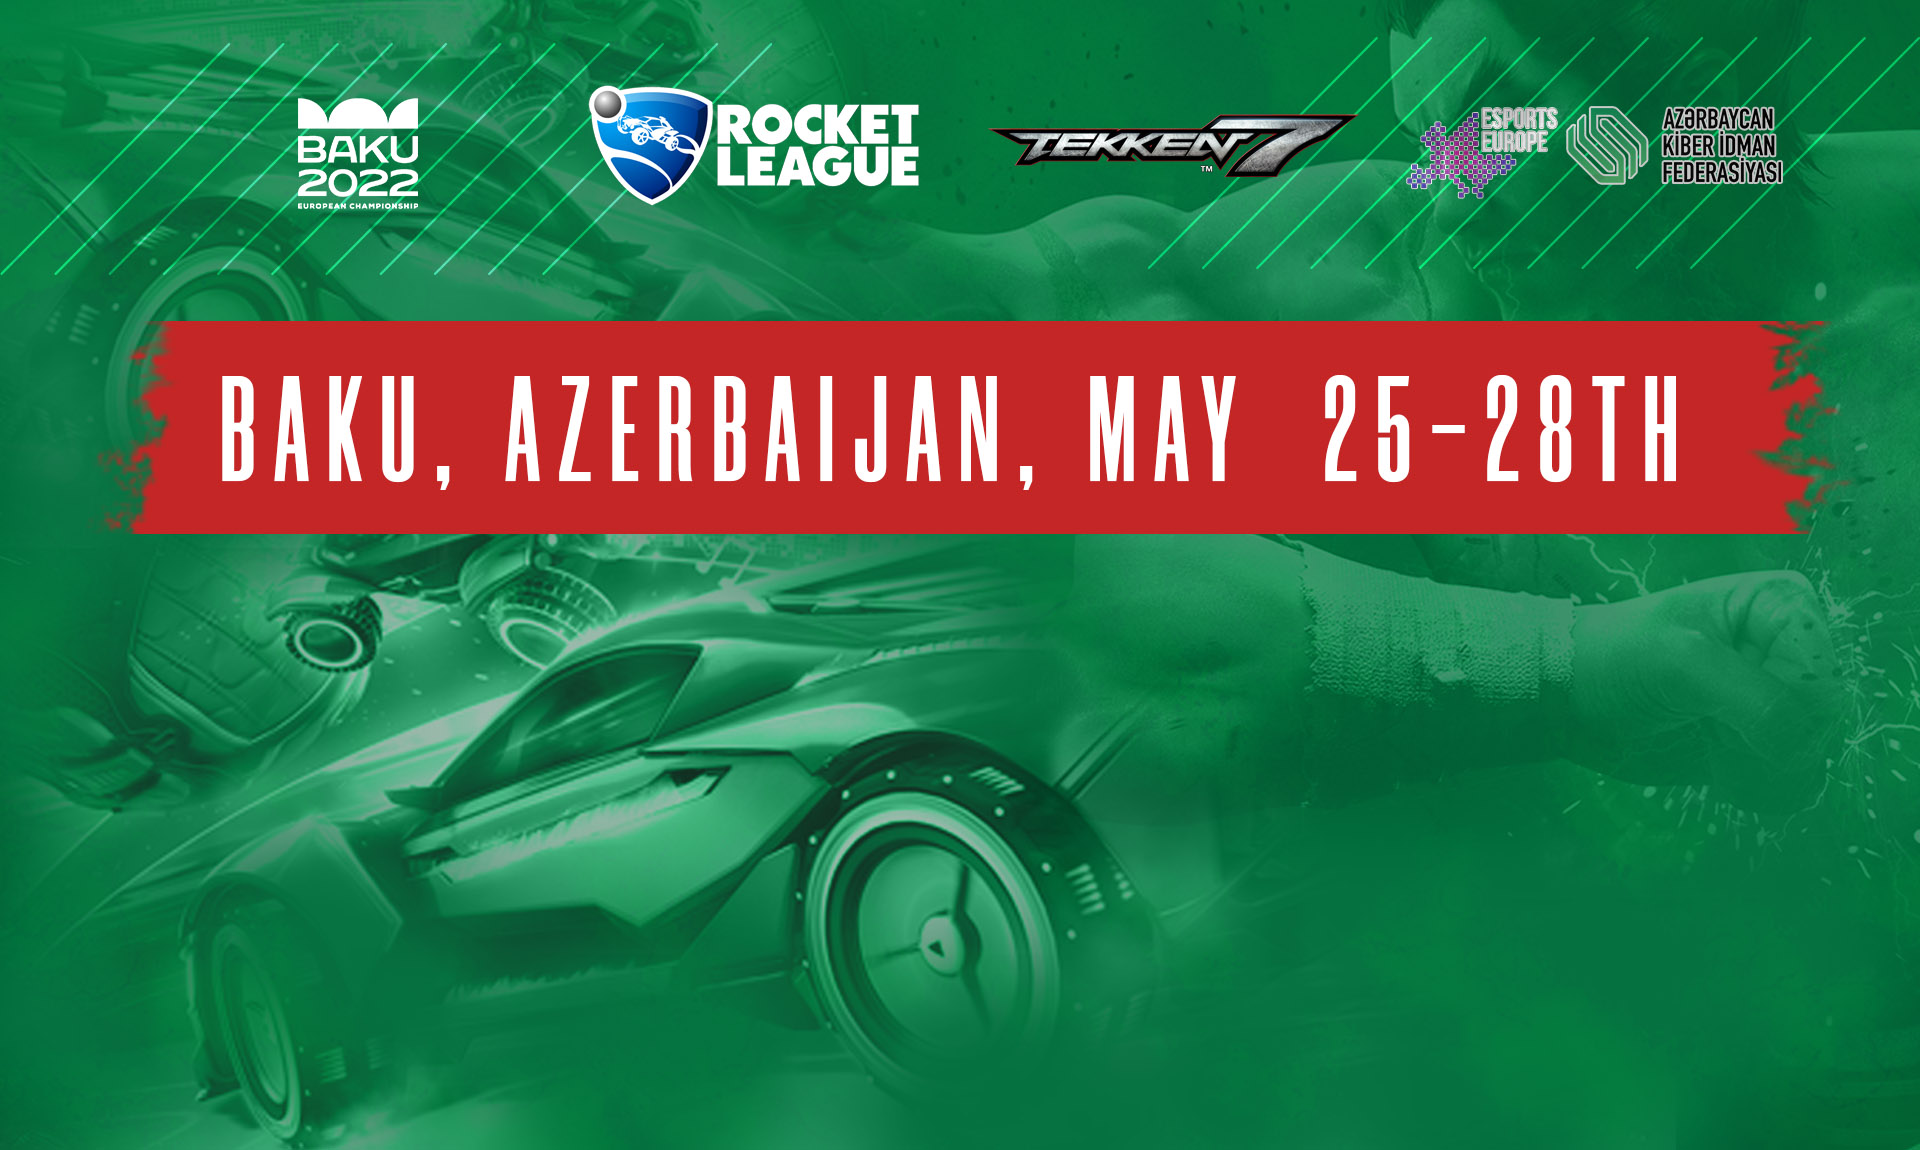 BAKU
2022
EUROPEAN CHAMPIONSHIP
ROCKET
LEAGUE
TEKKEN 7
TM
ESPORTS
EUROPE
AZƏRBAYCAN
KİBER İDMAN
FEDERASİYASI
BAKU, AZERBAIJAN, MAY 25-28TH